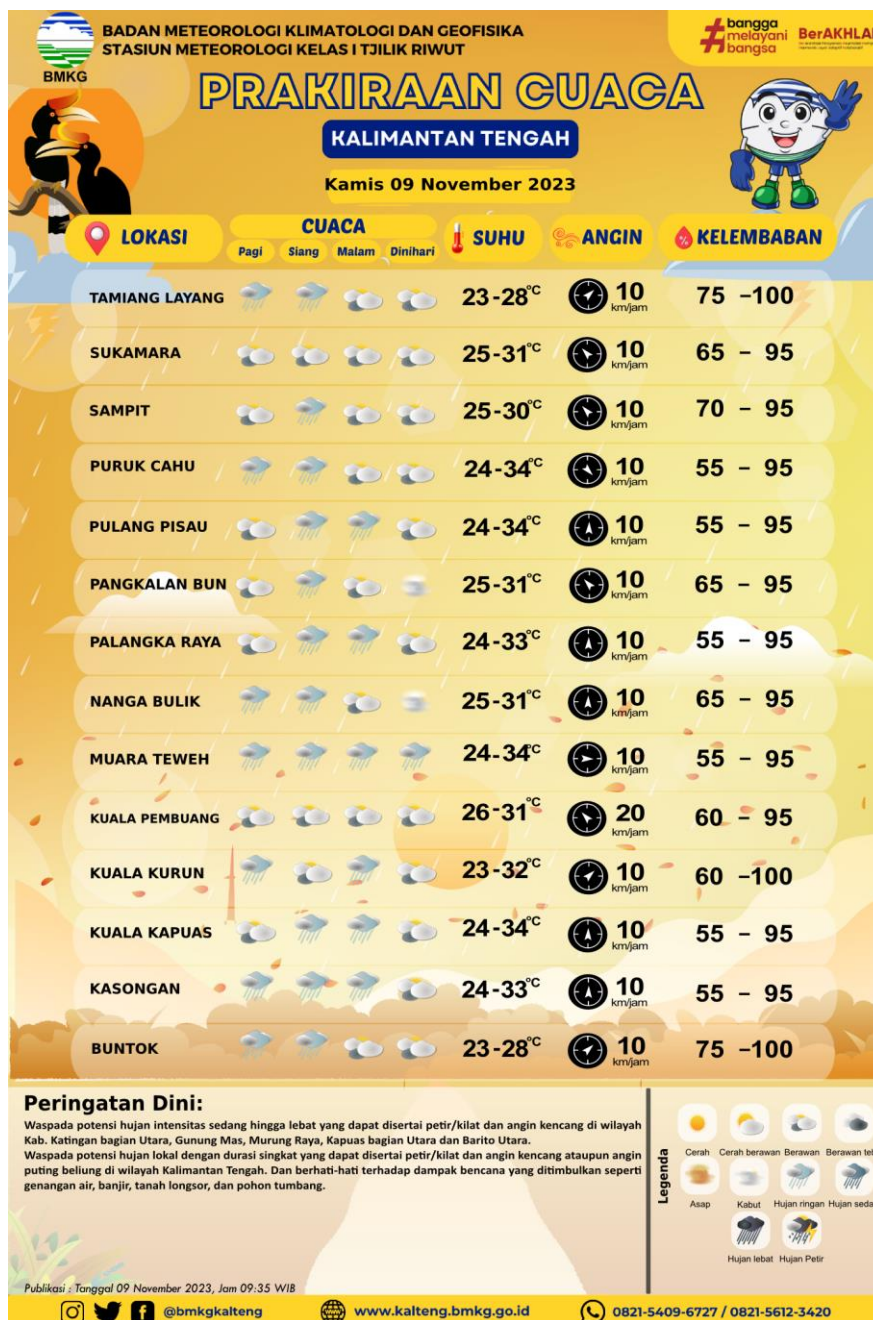 BADAN METEOROLOGI KLIMATOLOGI DAN GEOFISIKA
STASIUN METEOROLOGI KELAS I TJILIK RIWUT
BMKG
#bangga melayani bangsa
BerAKHLAK
PRAKIRAAN CUACA
KALIMANTAN TENGAH
Kamis 09 November 2023
LOKASI CUACA SUHU ANGIN KELEMBABAN
Pagi Siang Malam Dinihari
TAMIANG LAYANG 23-28°C 10 km/jam 75 –100
SUKAMARA 25-31°C 10 km/jam 65 – 95
SAMPIT 25-30°C 10 km/jam 70 – 95
PURUK CAHU 24-34°C 10 km/jam 55 – 95
PULANG PISAU 24-34°C 10 km/jam 55 – 95
PANGKALAN BUN 25-31°C 10 km/jam 65 – 95
PALANGKA RAYA 24-33°C 10 km/jam 55 – 95
NANGA BULIK 25-31°C 10 km/jam 65 – 95
MUARA TEWEH 24-34°C 10 km/jam 55 – 95
KUALA PEMBUANG 26-31°C 20 km/jam 60 – 95
KUALA KURUN 23-32°C 10 km/jam 60 –100
KUALA KAPUAS 24-34°C 10 km/jam 55 – 95
KASONGAN 24-33°C 10 km/jam 55 – 95
BUNTOK 23-28°C 10 km/jam 75 –100
Peringatan Dini:
Waspada potensi hujan intensitas sedang hingga lebat yang dapat disertai petir/kilat dan angin kencang di wilayah
Kab. Katingan bagian Utara, Gunung Mas, Murung Raya, Kapuas bagian Utara dan Barito Utara.
Waspada potensi hujan lokal dengan durasi singkat yang dapat disertai petir/kilat dan angin kencang ataupun angin
puting beliung di wilayah Kalimantan Tengah. Dan berhati-hati terhadap dampak bencana yang ditimbulkan seperti
genangan air, banjir, tanah longsor, dan pohon tumbang.
Legenda
Cerah Cerah berawan Berawan Berawan teb
Asap Kabut Hujan ringan Hujan seda
Hujan lebat Hujan Petir
Publikasi : Tanggal 09 November 2023, Jam 09:35 WIB
@bmkgkalteng www.kalteng.bmkg.go.id 0821-5409-6727 / 0821-5612-3420